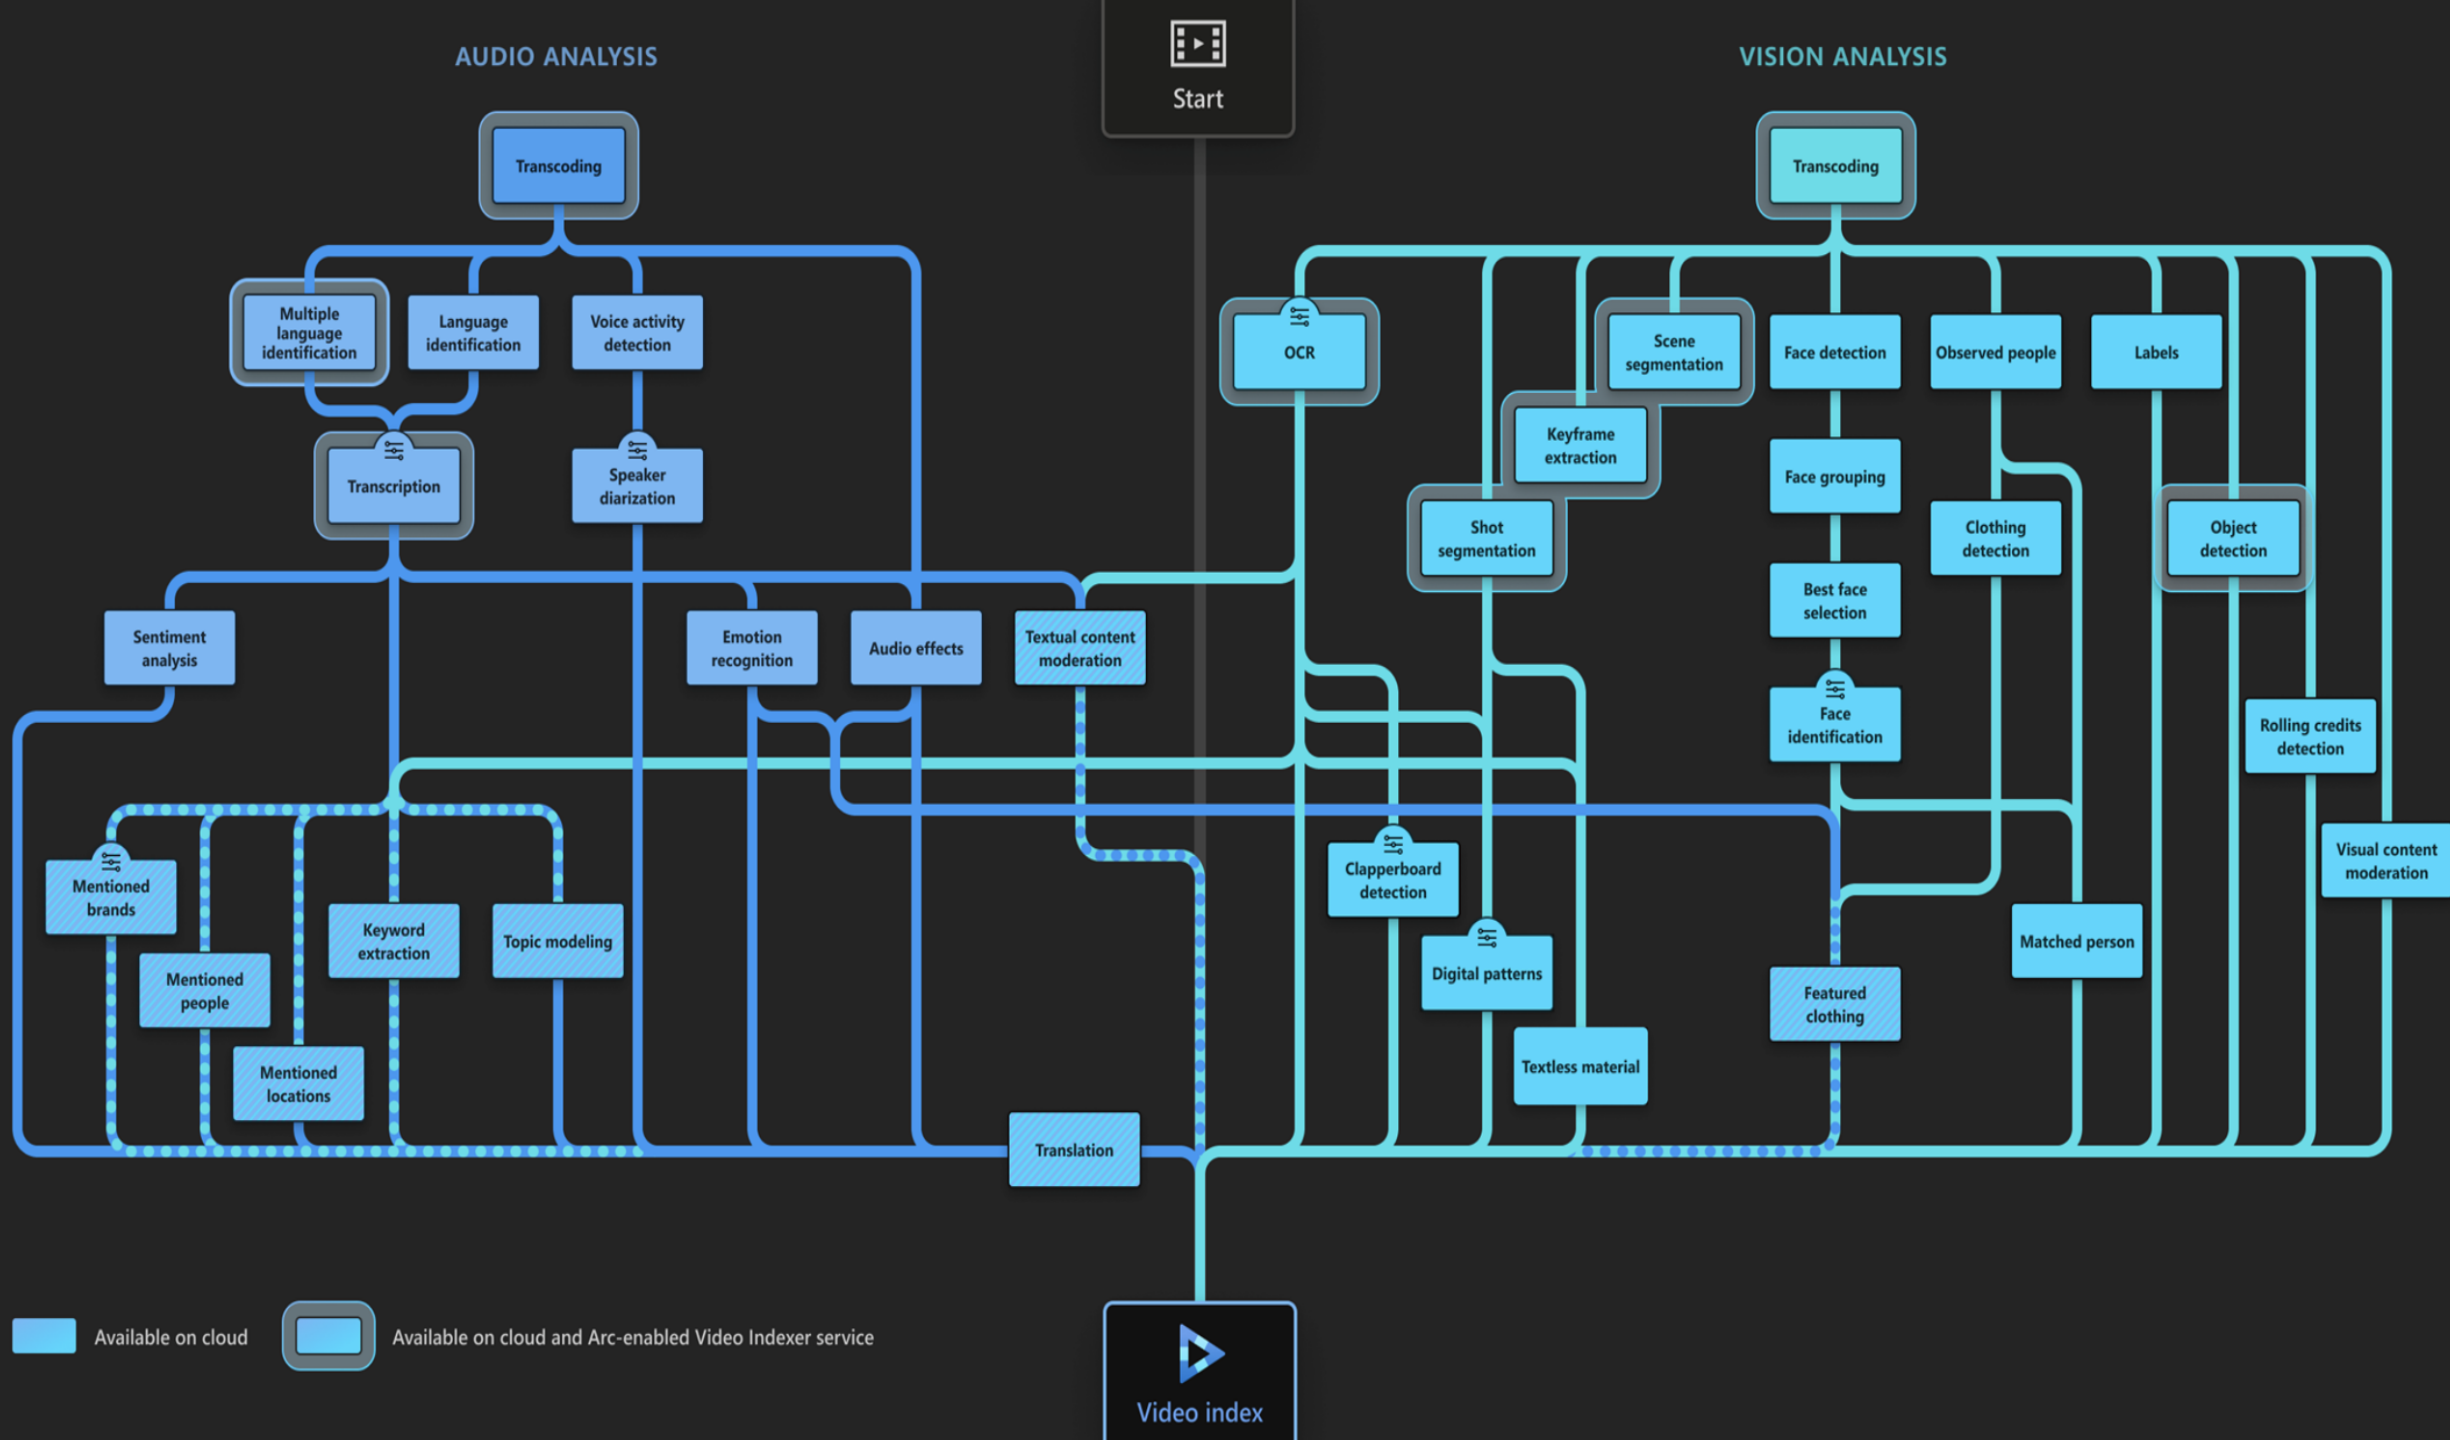 AUDIO ANALYSIS
Start
VISION ANALYSIS
Transcoding
Transcoding
Multiple
language
identification
Language
identification
Voice activity
detection
OCR
Scene
segmentation
Face detection
Observed people
Labels
Keyframe
extraction
Face grouping
Transcription
Speaker
diarization
Shot
segmentation
Clothing
detection
Object
detection
Best face
selection
Sentiment
analysis
Emotion
recognition
Audio effects
Textual content
moderation
Face
identification
Rolling credits
detection
Visual content
moderation
Mentioned
brands
Clapperboard
detection
Keyword
extraction
Topic modeling
Matched person
Mentioned
people
Digital patterns
Featured
clothing
Mentioned
locations
Textless material
Translation
Available on cloud
Available on cloud and Arc-enabled Video Indexer service
Video index